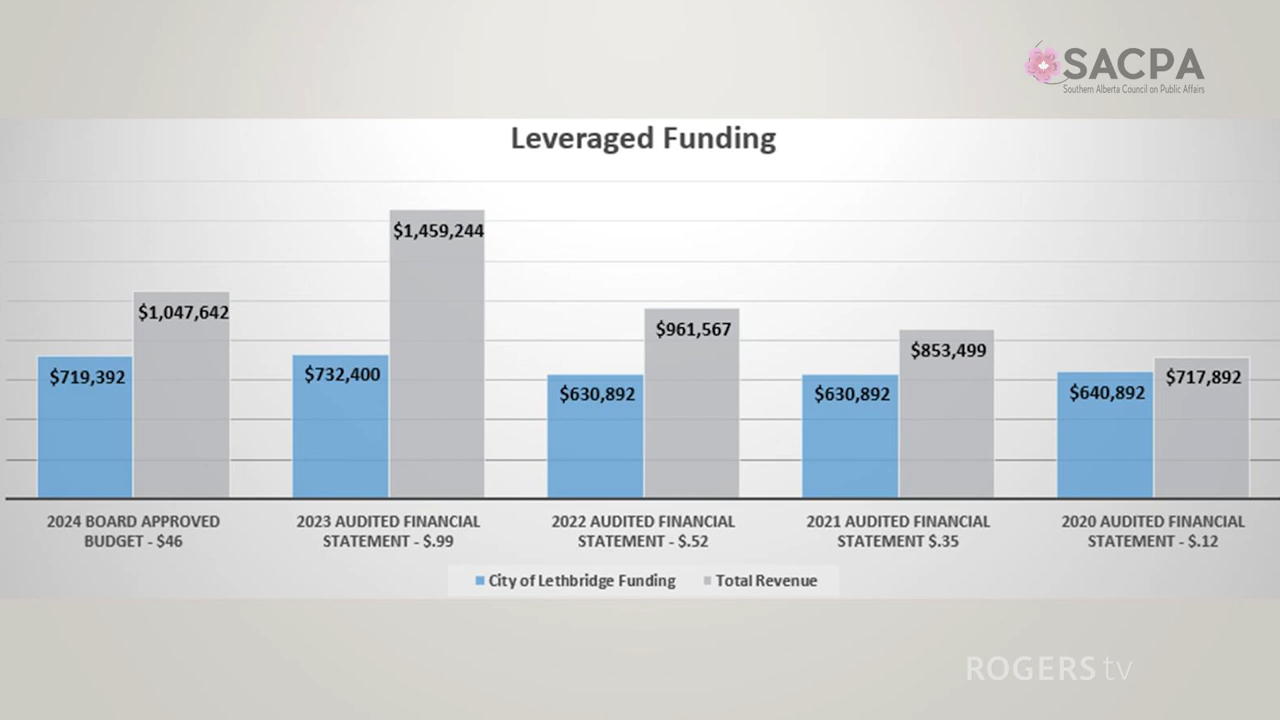 SACPA
Southern Alberta Council on Public Affairs
Leveraged Funding
$1,459,244
$1,047,642
$961,567
$853,499
$719,392
$732,400
$630,892
$630,892
$640,892
$717,892
2024 BOARD APPROVED
BUDGET - $46
2023 AUDITED FINANCIAL
STATEMENT - $.99
2022 AUDITED FINANCIAL
STATEMENT - $.52
2021 AUDITED FINANCIAL
STATEMENT $.35
2020 AUDITED FINANCIAL
STATEMENT - $.12
City of Lethbridge Funding
Total Revenue
ROGERS tv